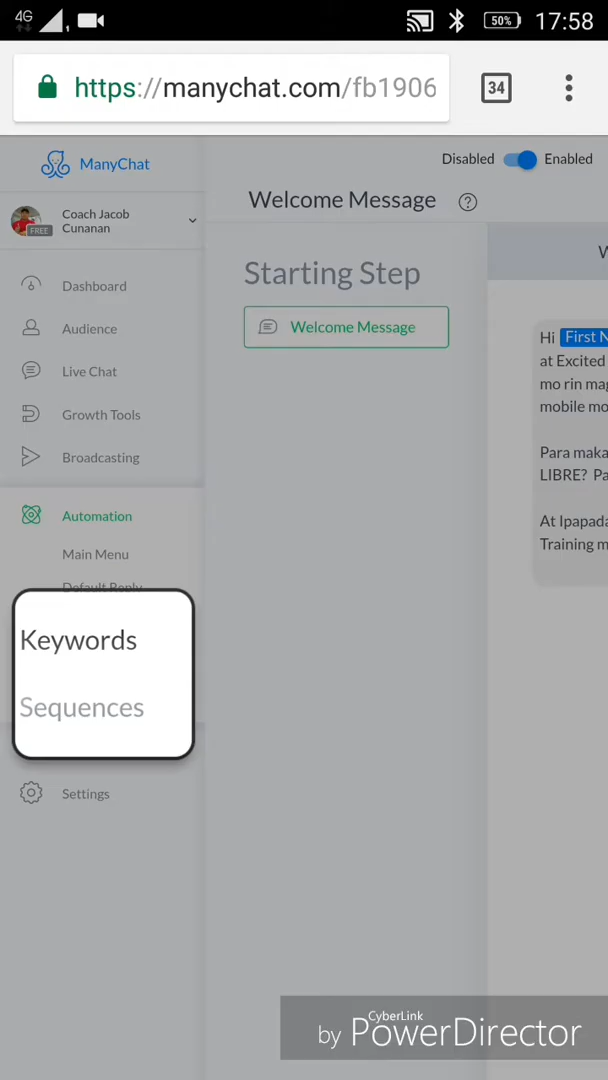 4G
50%
17:58
https://manychat.com/fb1906
34
ManyChat
Disabled
Enabled
Coach Jacob
Cunanan
FREE
Welcome Message
?
Dashboard
Audience
Live Chat
Growth Tools
Broadcasting
Automation
Main Menu
Default Reply
Keywords
Sequences
Settings
Starting Step
Welcome Message
Hi First N
at Excited
mo rin mag
mobile mo
Para maka
LIBRE? Pa
At Ipapada
Training m
by CyberLink
PowerDirector